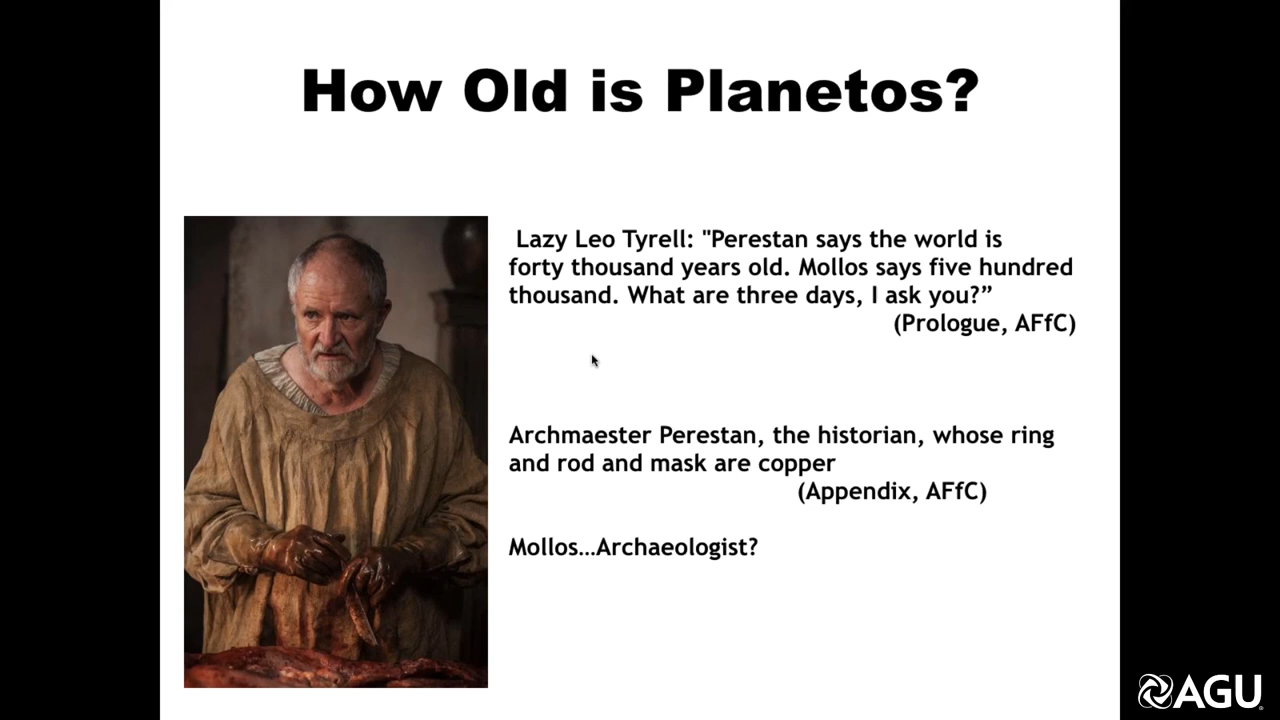 How Old is Planetos?
Lazy Leo Tyrell: "Perestan says the world is
forty thousand years old. Mollos says five hundred
thousand. What are three days, I ask you?”
(Prologue, AFfC)
Archmaester Perestan, the historian, whose ring
and rod and mask are copper
(Appendix, AFfC)
Mollos...Archaeologist?
AGU